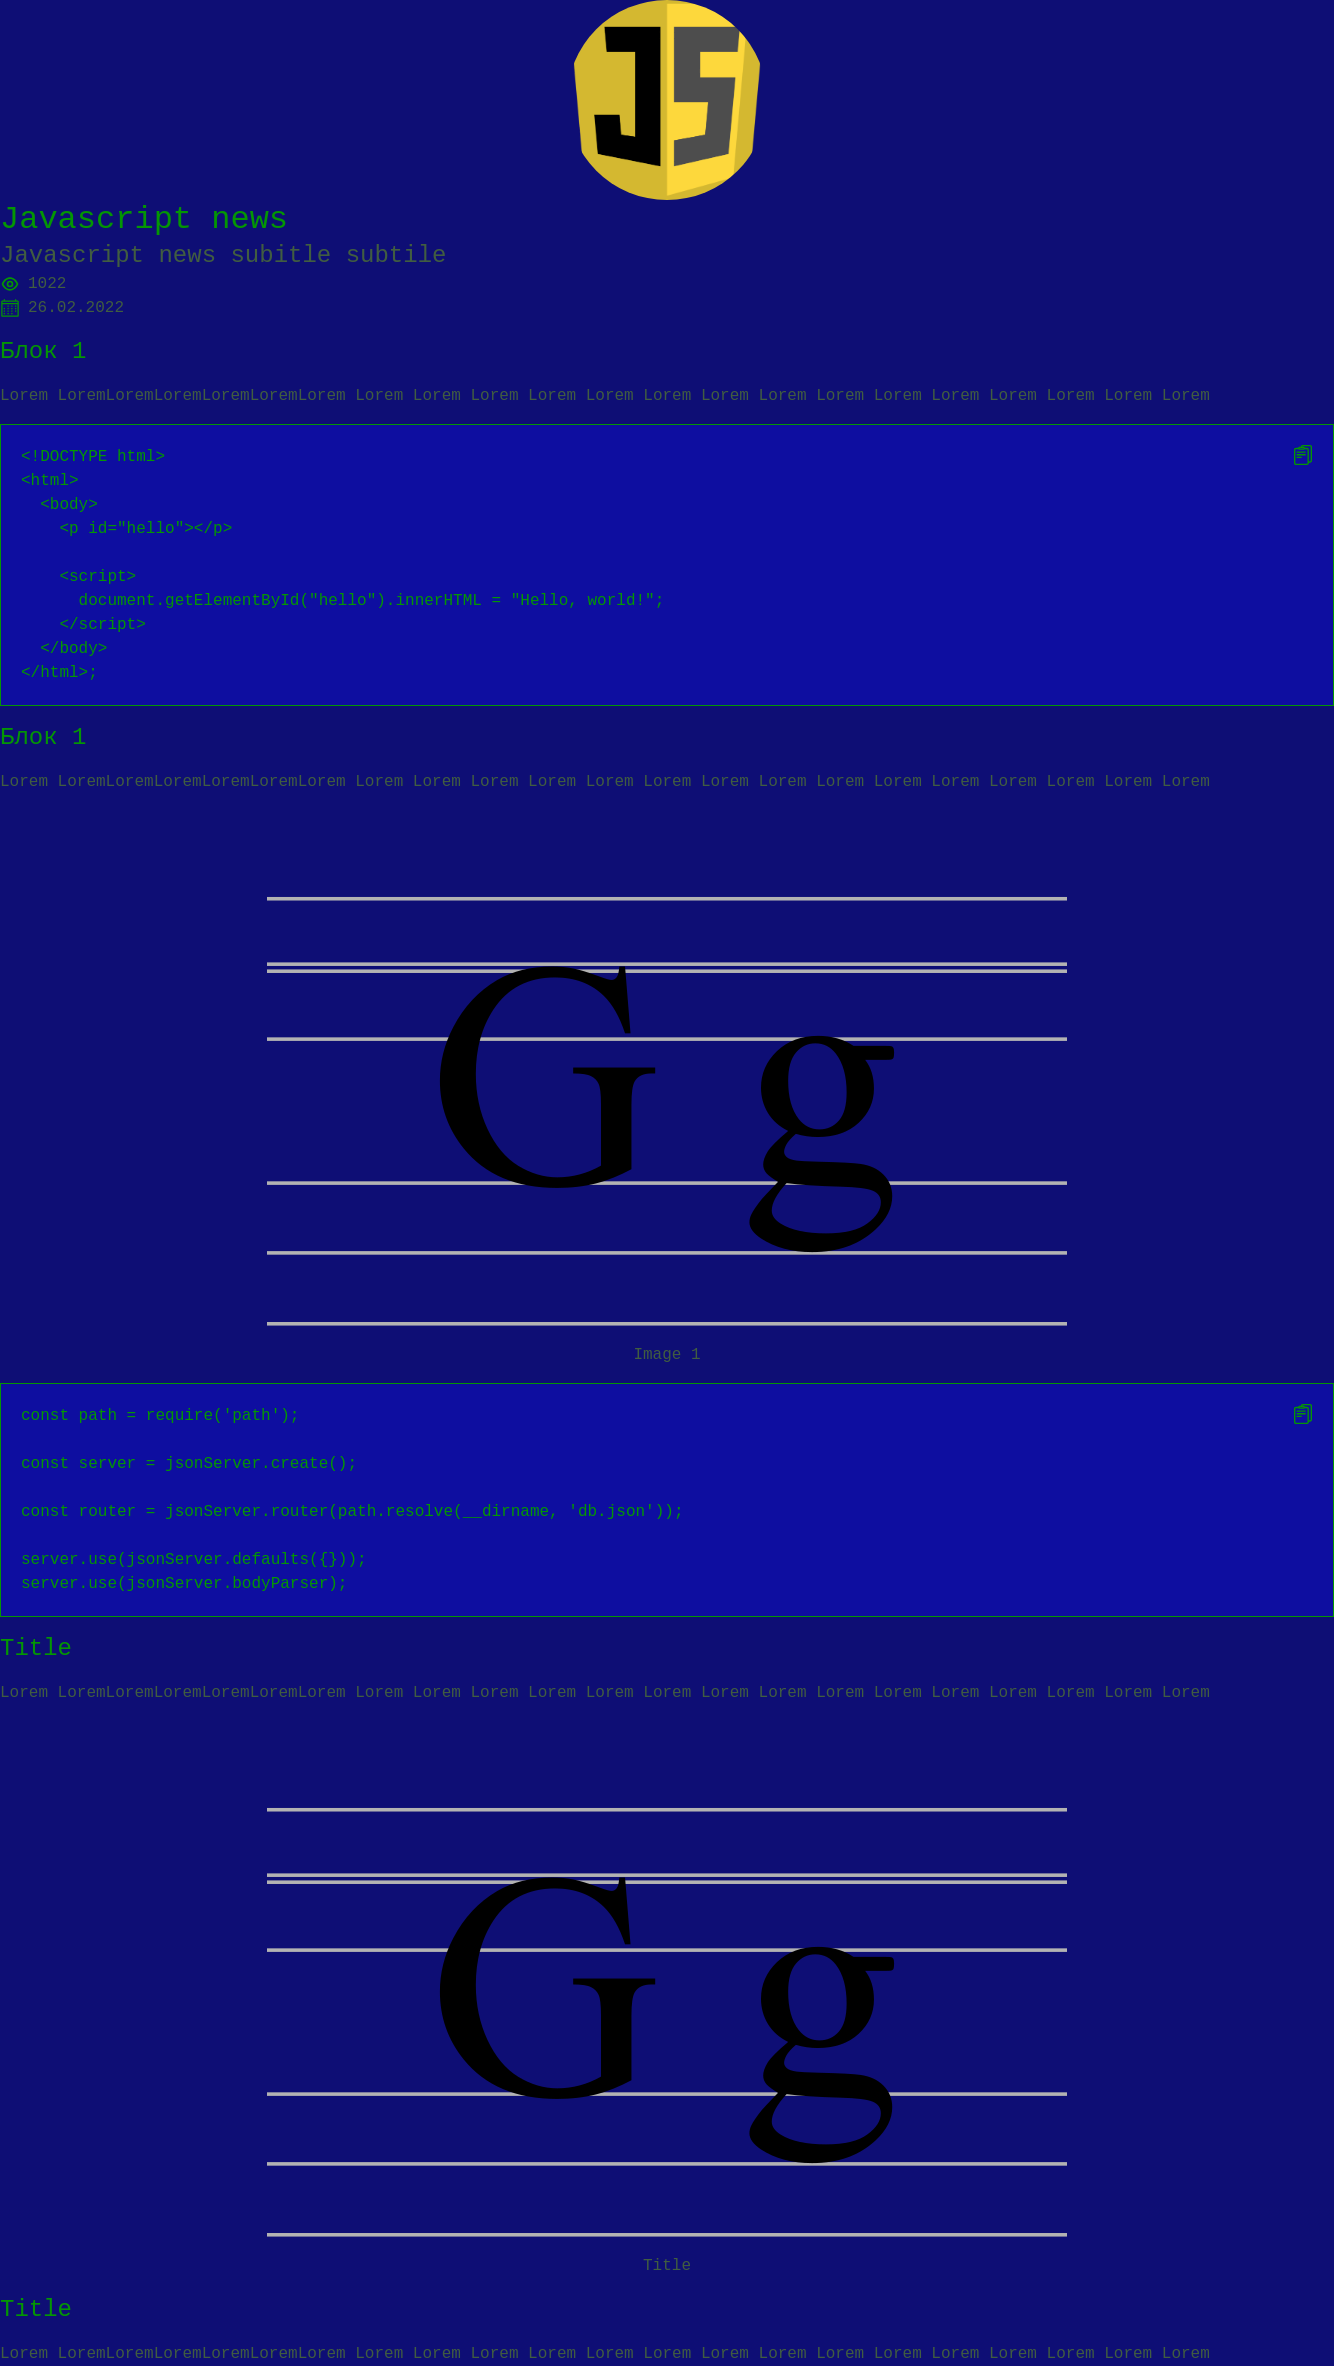 JS
Javascript news
Javascript news subitle subtile
1022
26.02.2022
Блок 1
Lorem LoremLoremLoremLoremLoremLorem Lorem Lorem Lorem Lorem Lorem Lorem Lorem Lorem Lorem Lorem Lorem Lorem Lorem Lorem Lorem
<!DOCTYPE html>
<html>
  <body>
    <p id="hello"></p>

    <script>
      document.getElementById("hello").innerHTML = "Hello, world!";
    </script>
  </body>
</html>;
Блок 1
Lorem LoremLoremLoremLoremLoremLorem Lorem Lorem Lorem Lorem Lorem Lorem Lorem Lorem Lorem Lorem Lorem Lorem Lorem Lorem Lorem
G g
Image 1
const path = require('path');

const server = jsonServer.create();

const router = jsonServer.router(path.resolve(__dirname, 'db.json'));

server.use(jsonServer.defaults({}));
server.use(jsonServer.bodyParser);
Title
Lorem LoremLoremLoremLoremLoremLorem Lorem Lorem Lorem Lorem Lorem Lorem Lorem Lorem Lorem Lorem Lorem Lorem Lorem Lorem Lorem
G g
Title
Title
Lorem LoremLoremLoremLoremLoremLorem Lorem Lorem Lorem Lorem Lorem Lorem Lorem Lorem Lorem Lorem Lorem Lorem Lorem Lorem Lorem